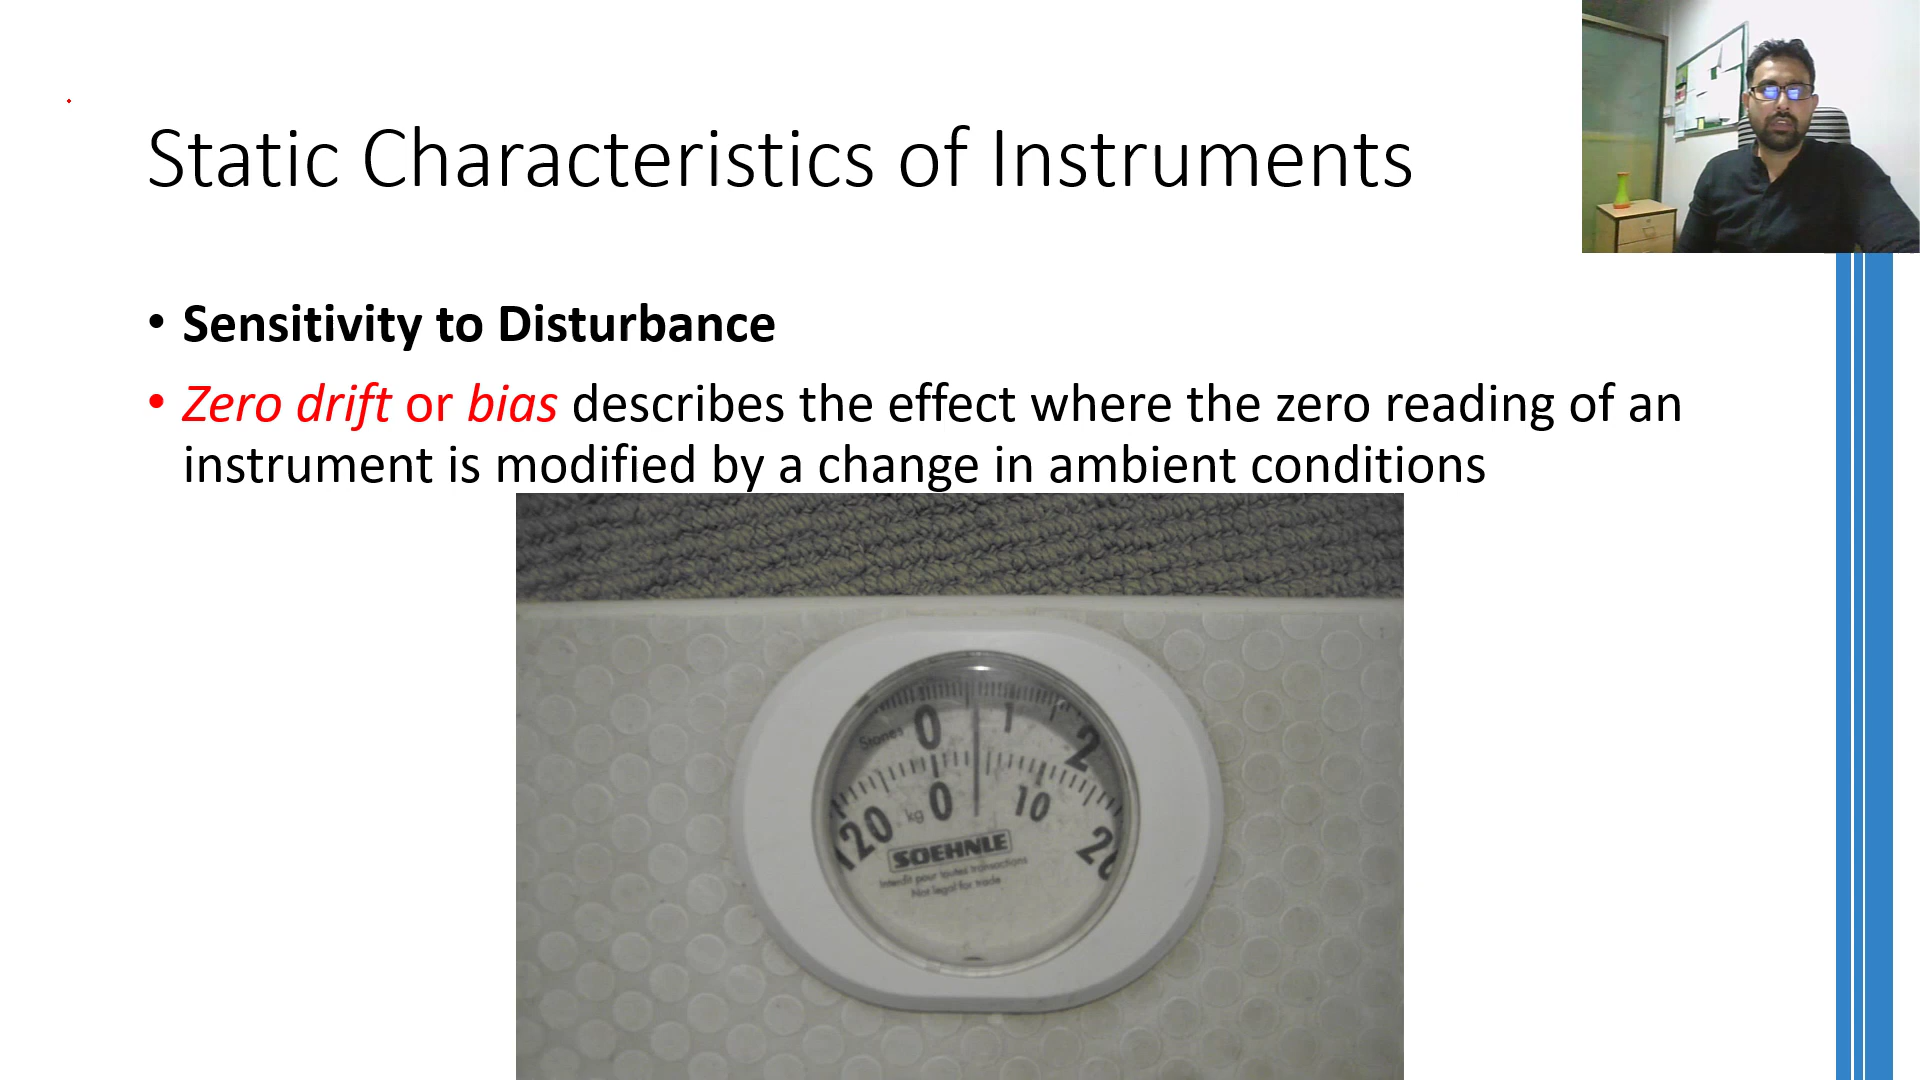 Static Characteristics of Instruments
• Sensitivity to Disturbance
• Zero drift or bias describes the effect where the zero reading of an
instrument is modified by a change in ambient conditions
0 1 2
Stones
120 kg 0 10 20
SOEHNLE
Interdit pour toutes transactions
Not legal for trade